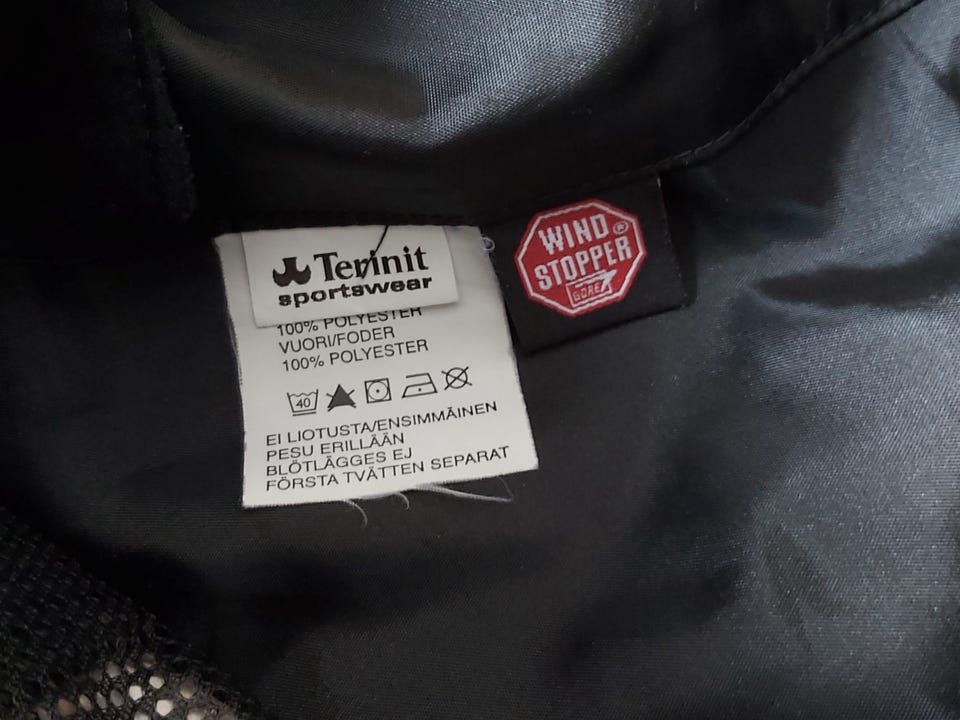 Terinit
sportswear
100% POLYESTER
VUORI/FODER
100% POLYESTER
40
EI LIOTUSTA/ENSIMMÄINEN
PESU ERILLÄÄN
BLÖTLÄGGES EJ
FÖRSTA TVÄTTEN SEPARAT
WIND®
STOPPER
GORE